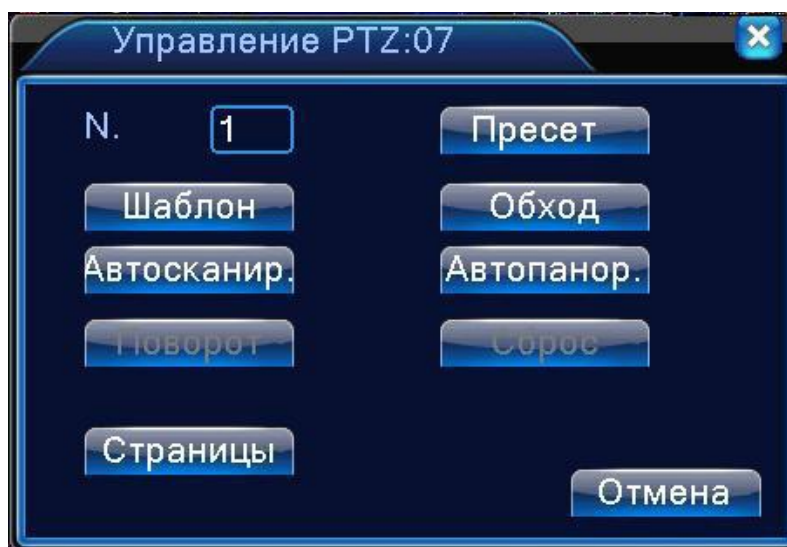 Управление PTZ:07
N. 1 Пресет
Шаблон Обход
Автосканир. Автопанор.
Поворот Сброс
Страницы
Отмена